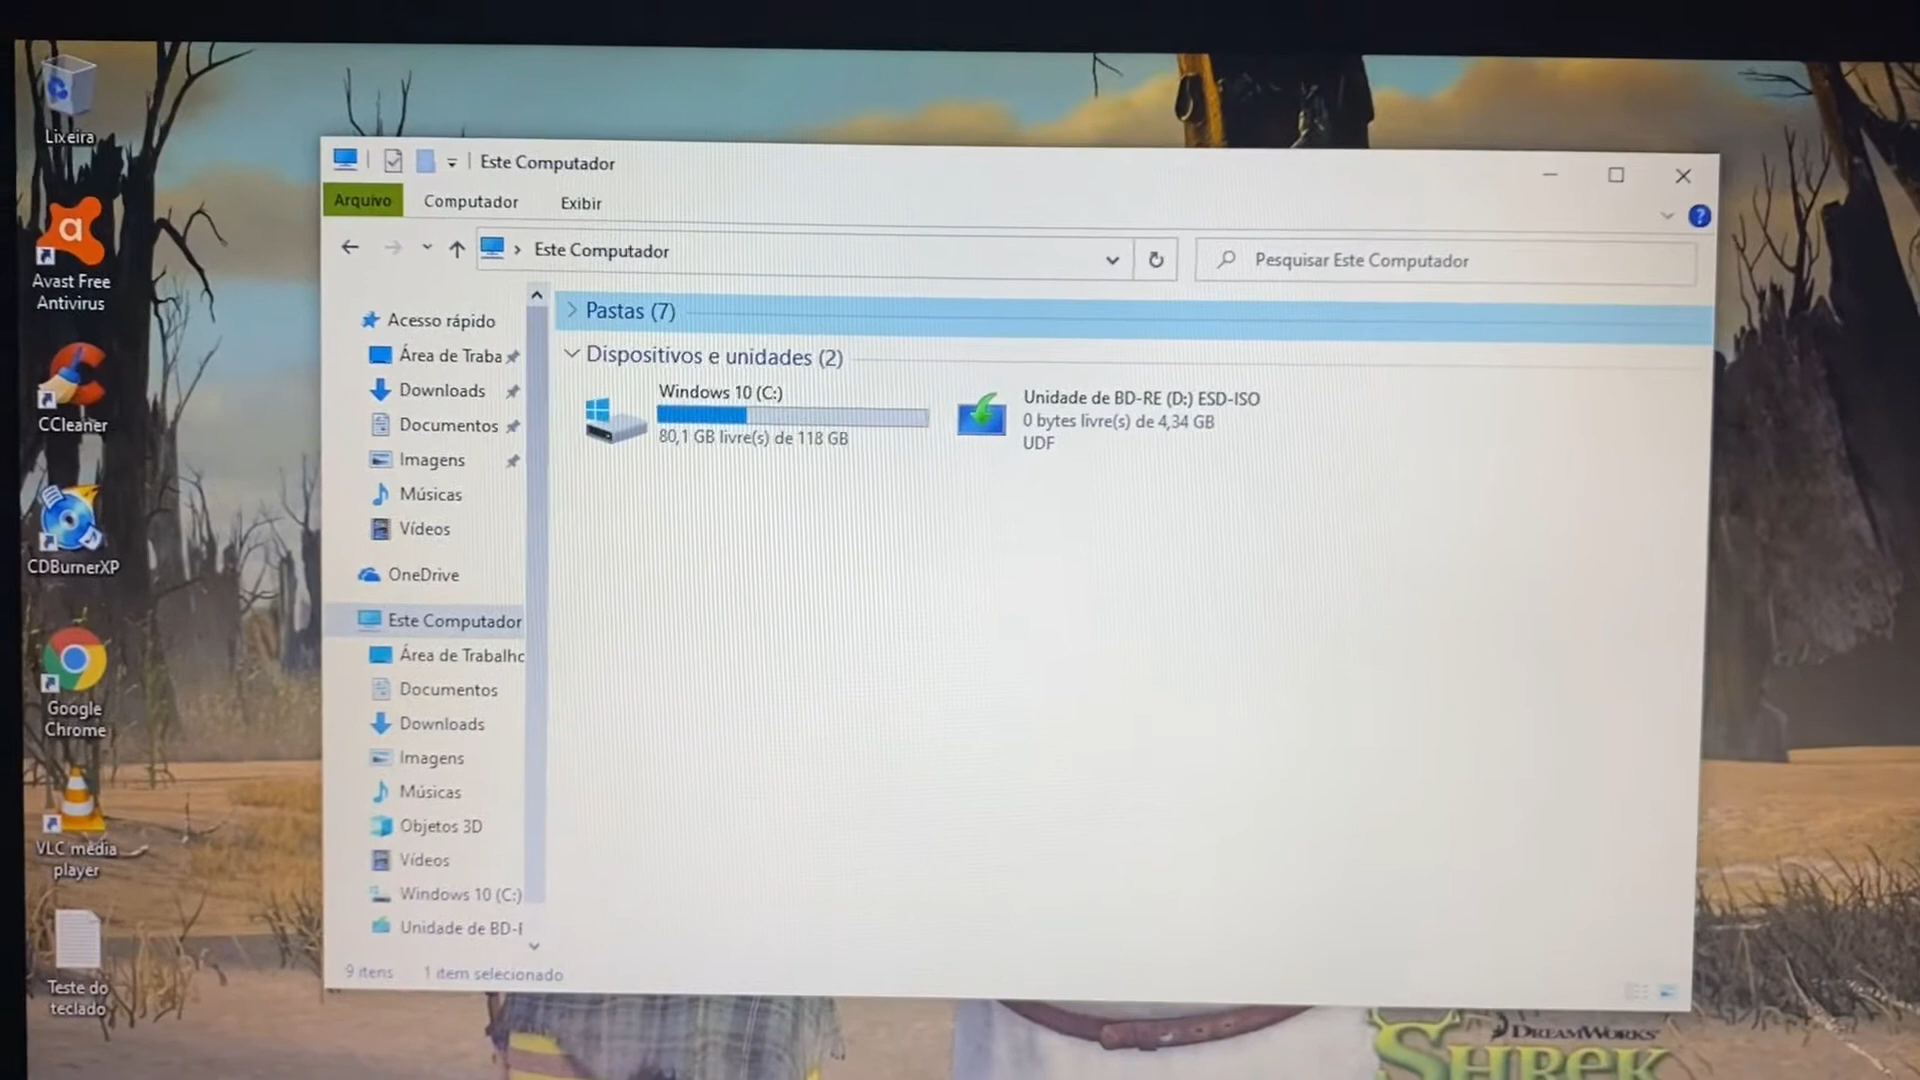 Lixeira
Avast Free
Antivirus
CCleaner
CDBurnerXP
Google
Chrome
VLC media
player
Teste do
teclado
Este Computador
Arquivo
Computador
Exibir
?
Este Computador
Pesquisar Este Computador
Acesso rápido
Área de Traba
Downloads
Documentos
Imagens
Músicas
Vídeos
OneDrive
Este Computador
Área de Trabalho
Documentos
Downloads
Imagens
Músicas
Objetos 3D
Vídeos
Windows 10 (C:)
Unidade de BD-R
Pastas (7)
Dispositivos e unidades (2)
Windows 10 (C:)
80,1 GB livre(s) de 118 GB
Unidade de BD-RE (D:) ESD-ISO
0 bytes livre(s) de 4,34 GB
UDF
9 itens
1 item selecionado
DREAMWORKS
SHREK